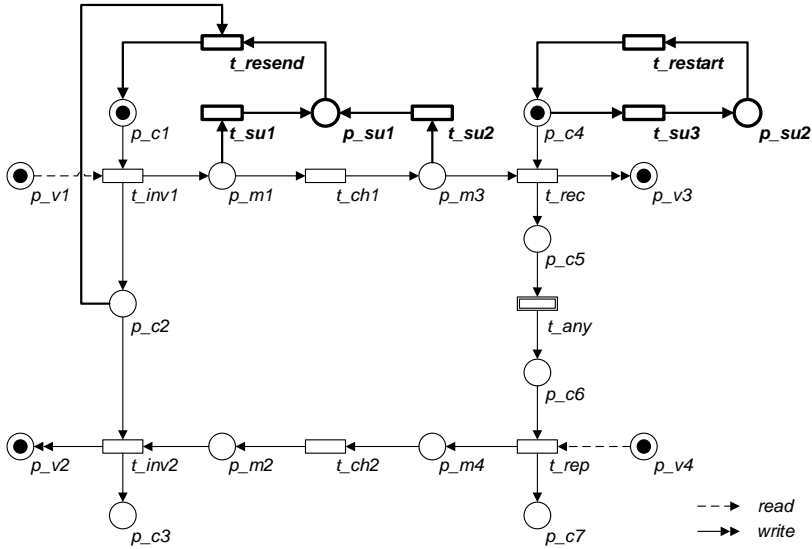 t_resend
t_restart
p_c1
t_su1
p_su1
t_su2
p_c4
t_su3
p_su2
p_v1
t_inv1
p_m1
t_ch1
p_m3
t_rec
p_v3
p_c5
p_c2
t_any
p_c6
p_v2
t_inv2
p_m2
t_ch2
p_m4
t_rep
p_v4
p_c3
p_c7
read
write